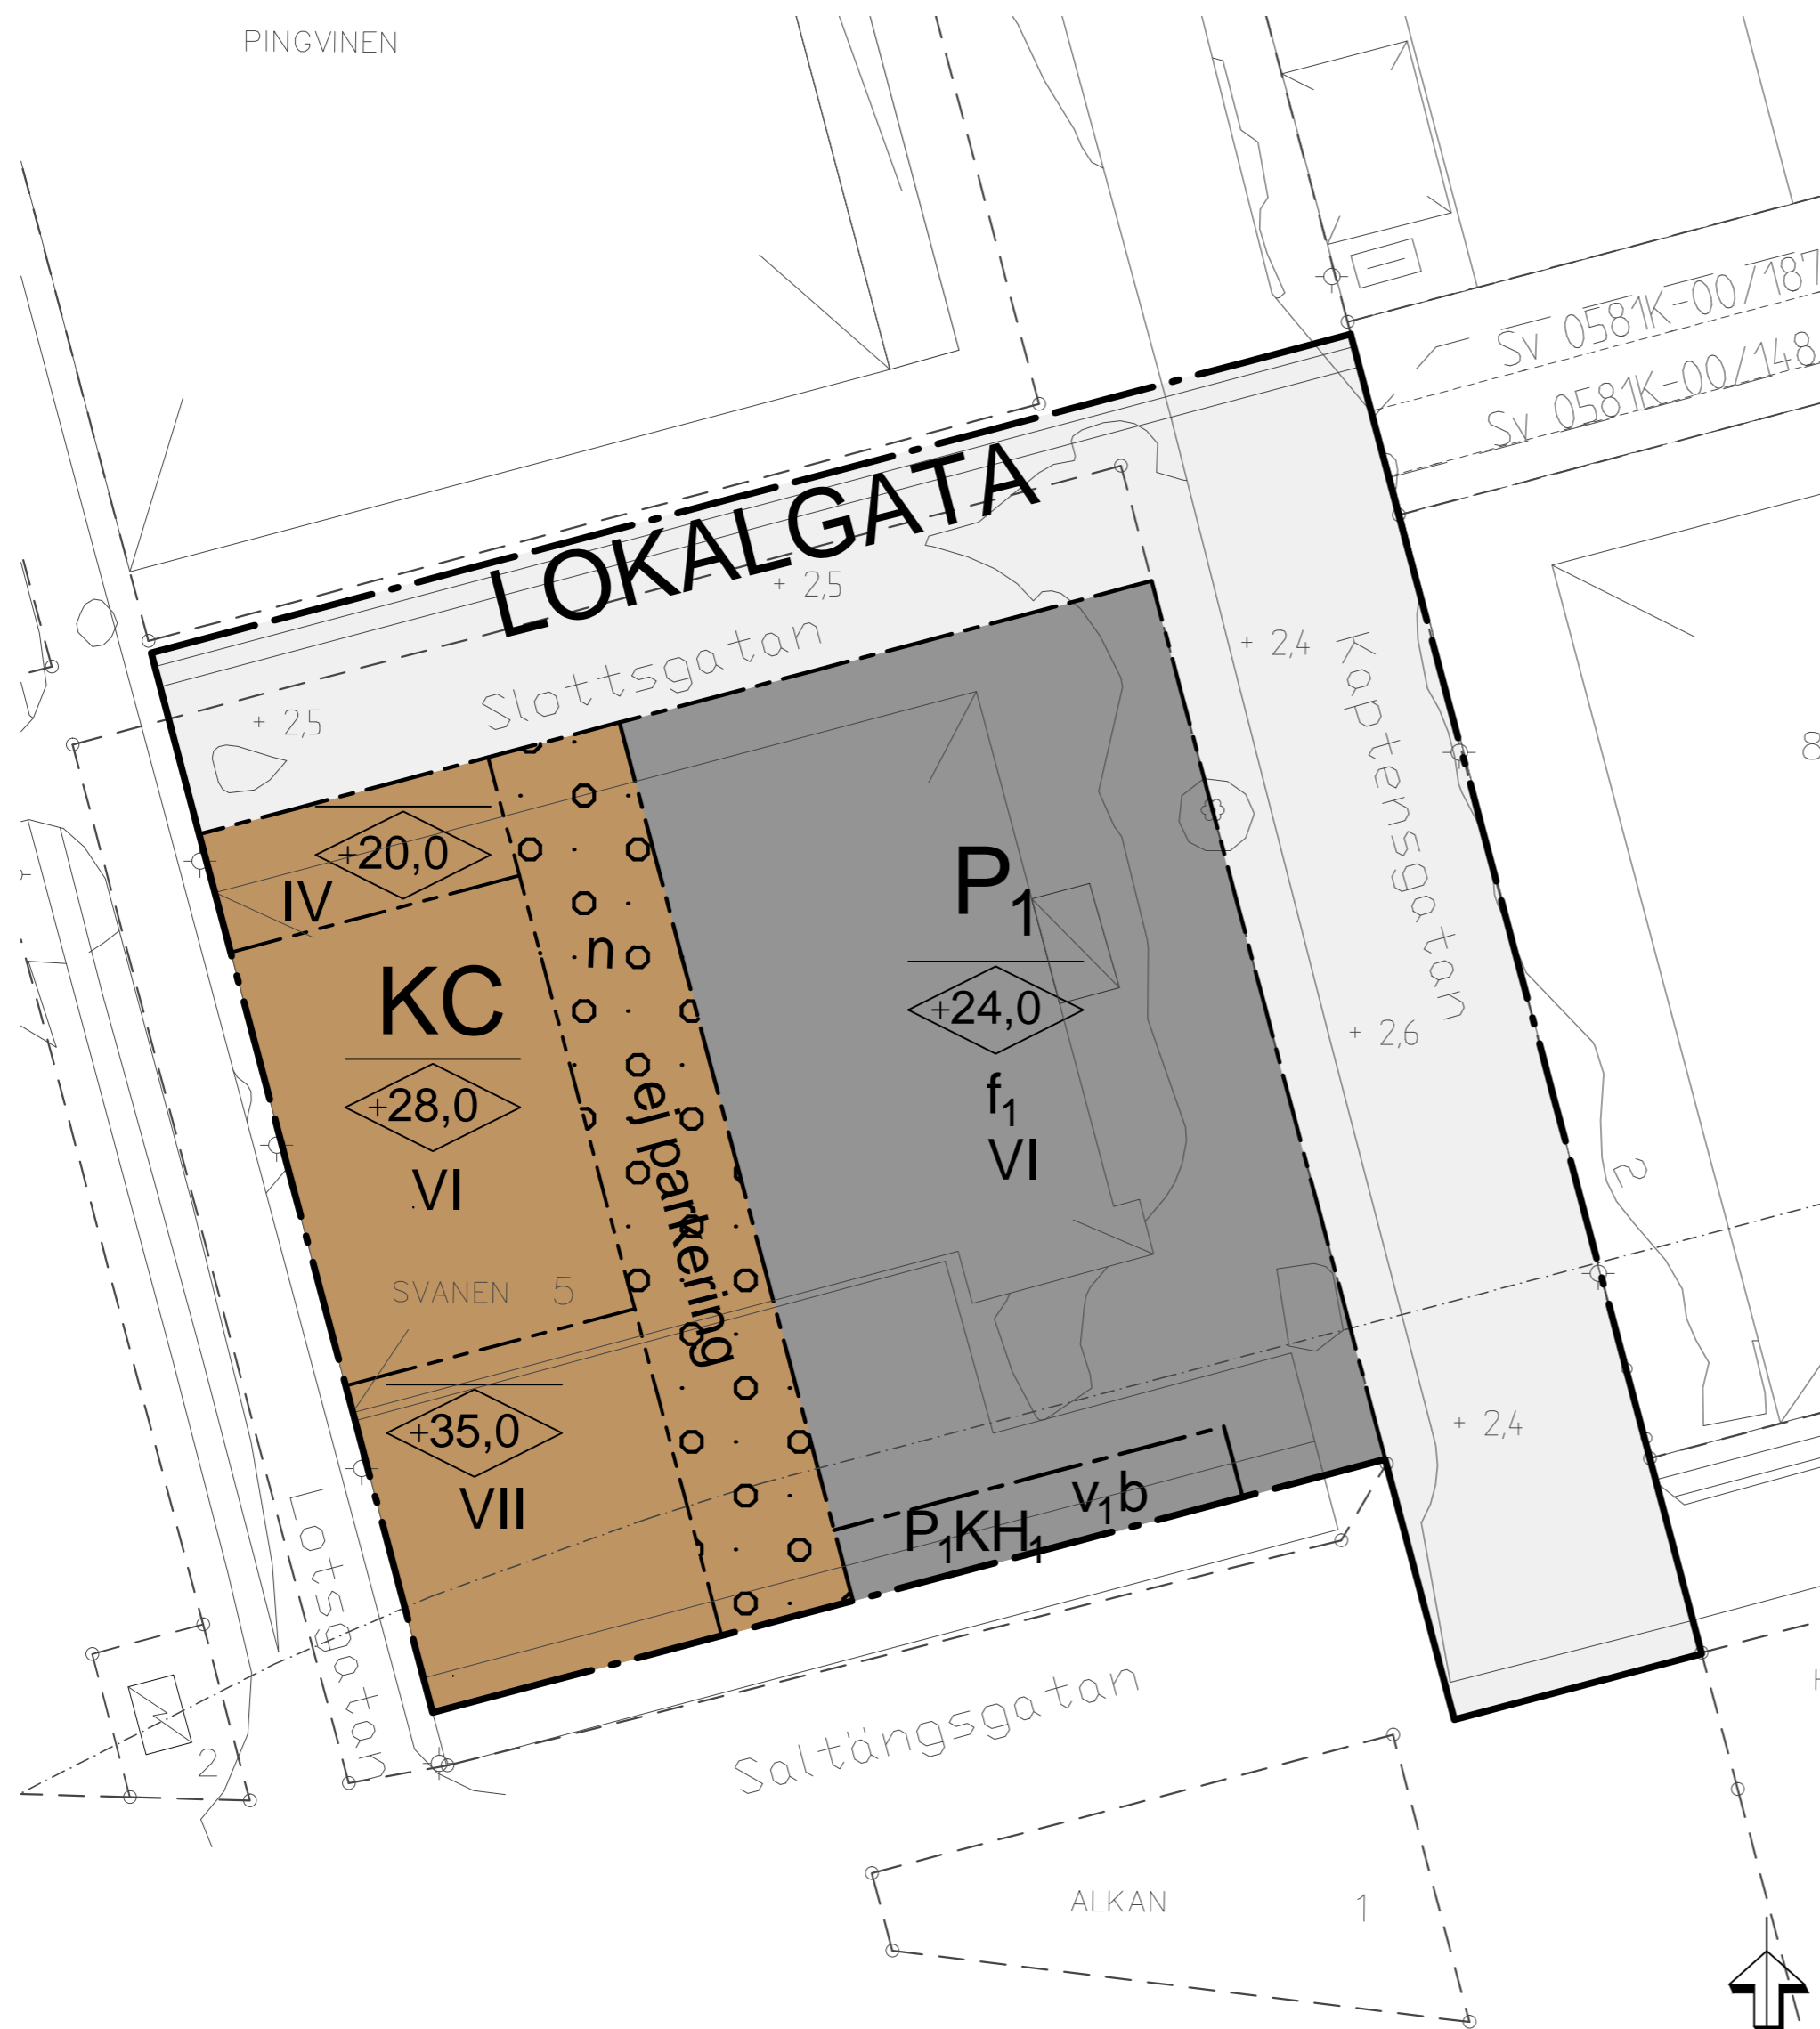 PINGVINEN
Sv 0581K-00/187
Sv 0581K-00/148
LOKALGATA
+ 2,5
Slottsgatan
+ 2,5
+ 2,4
Kaptensgatan
8
+20,0
IV
P1
n
KC
+24,0
+ 2,6
+28,0
f1
VI
VI
ej parkering
SVANEN 5
+35,0
+ 2,4
VII
v1b
P1KH1
Lotsgatan
Saltängsgatan
2
ALKAN 1